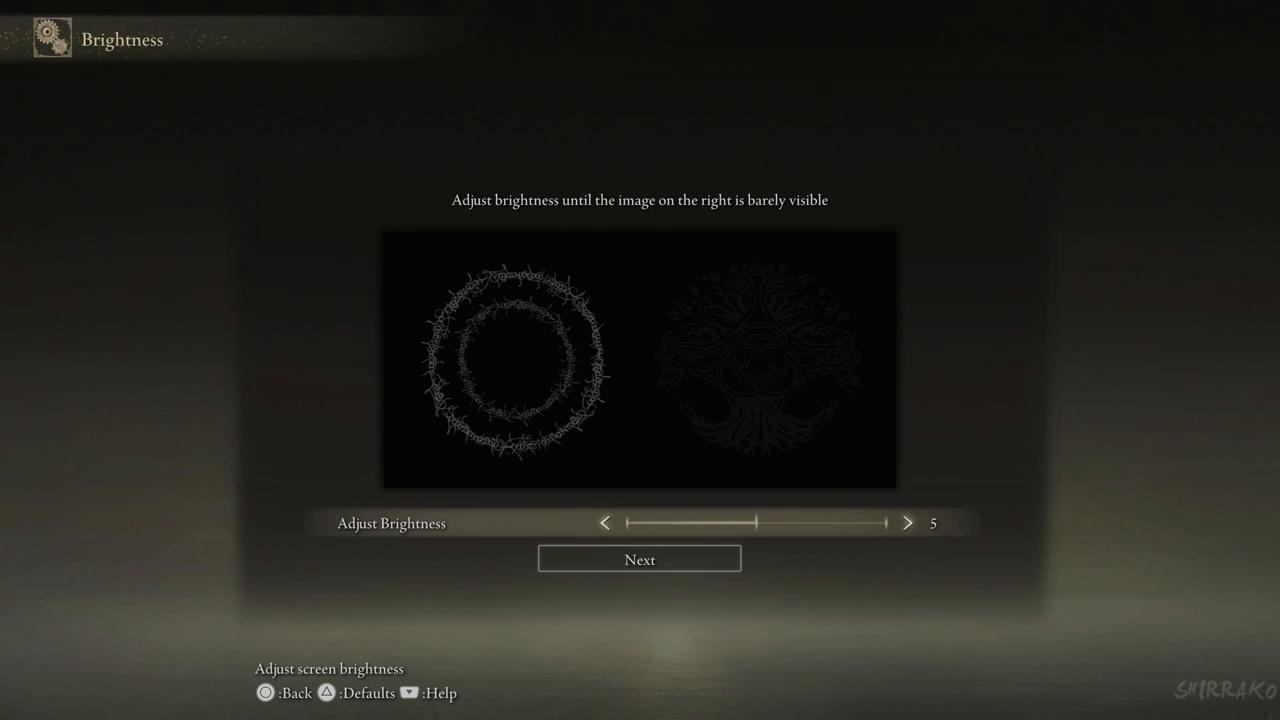 Brightness
Adjust brightness until the image on the right is barely visible
Adjust Brightness 5
Next
Adjust screen brightness
:Back :Defaults :Help
SHIRRAKO